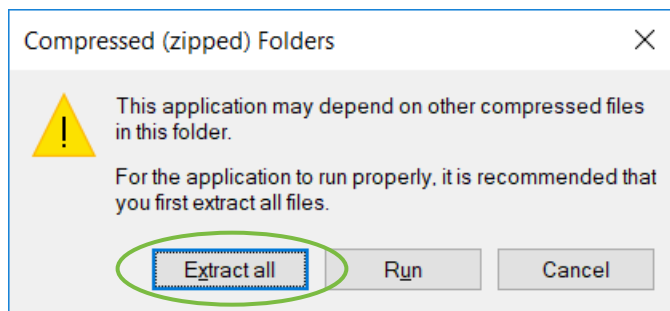 Compressed (zipped) Folders
This application may depend on other compressed files
in this folder.
For the application to run properly, it is recommended that
you first extract all files.
Extract all Run Cancel